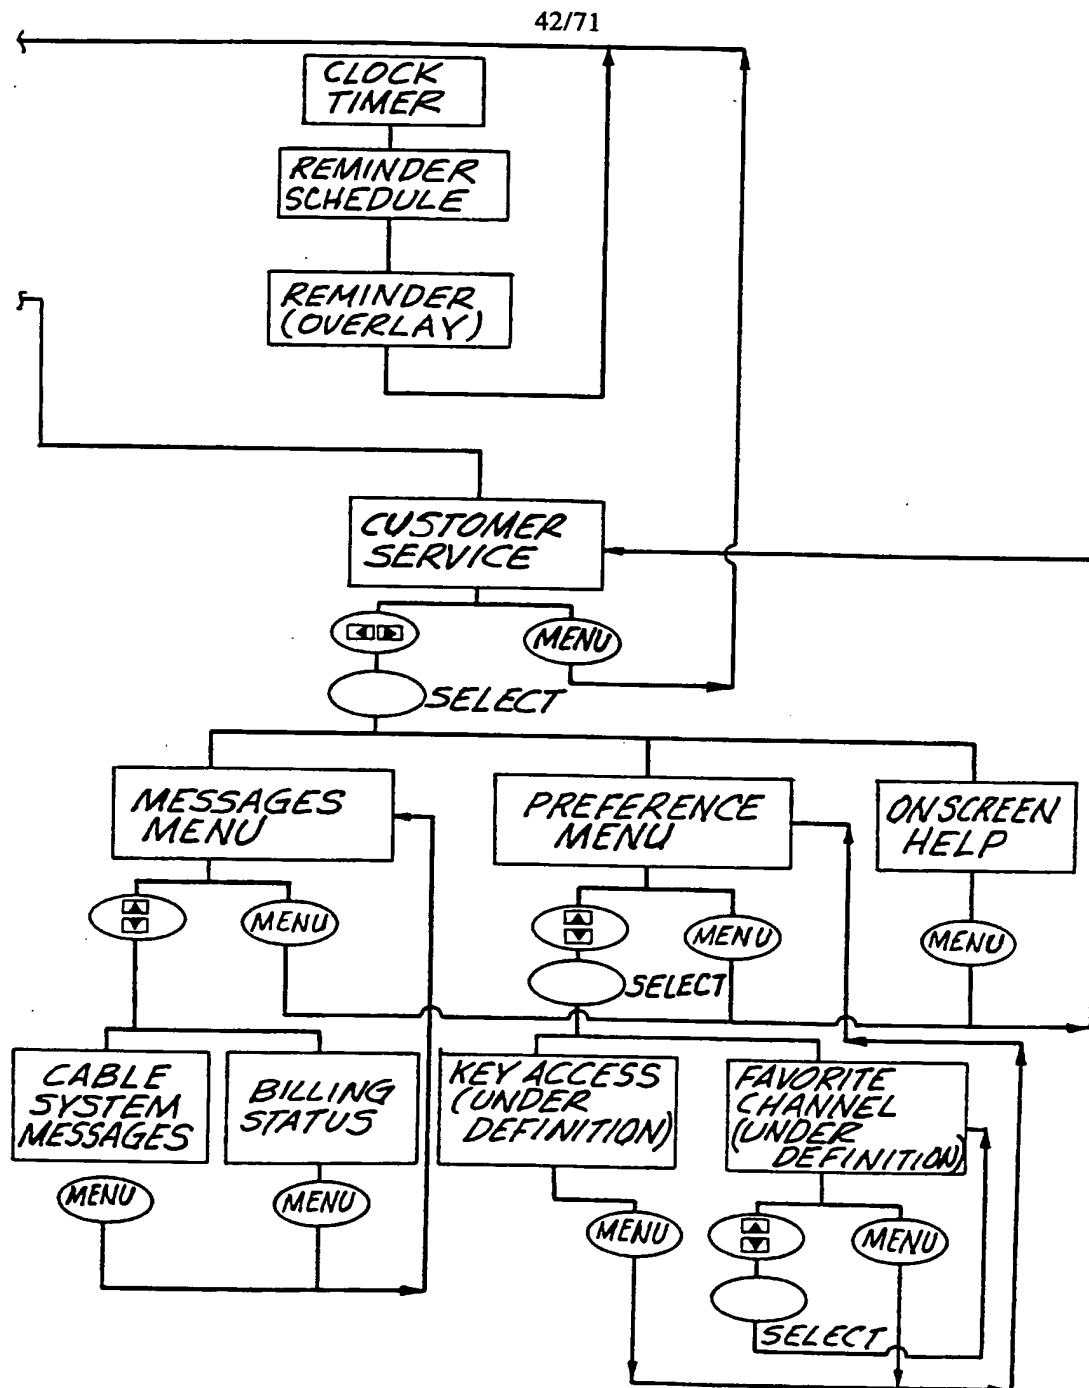 42/71
CLOCK
TIMER
REMINDER
SCHEDULE
REMINDER
(OVERLAY)
CUSTOMER
SERVICE
MENU
SELECT
MESSAGES
MENU
PREFERENCE
MENU
ON SCREEN
HELP
MENU
MENU
MENU
SELECT
CABLE
SYSTEM
MESSAGES
BILLING
STATUS
KEY ACCESS
(UNDER
DEFINITION)
FAVORITE
CHANNEL
(UNDER
DEFINITION)
MENU
MENU
MENU
MENU
SELECT